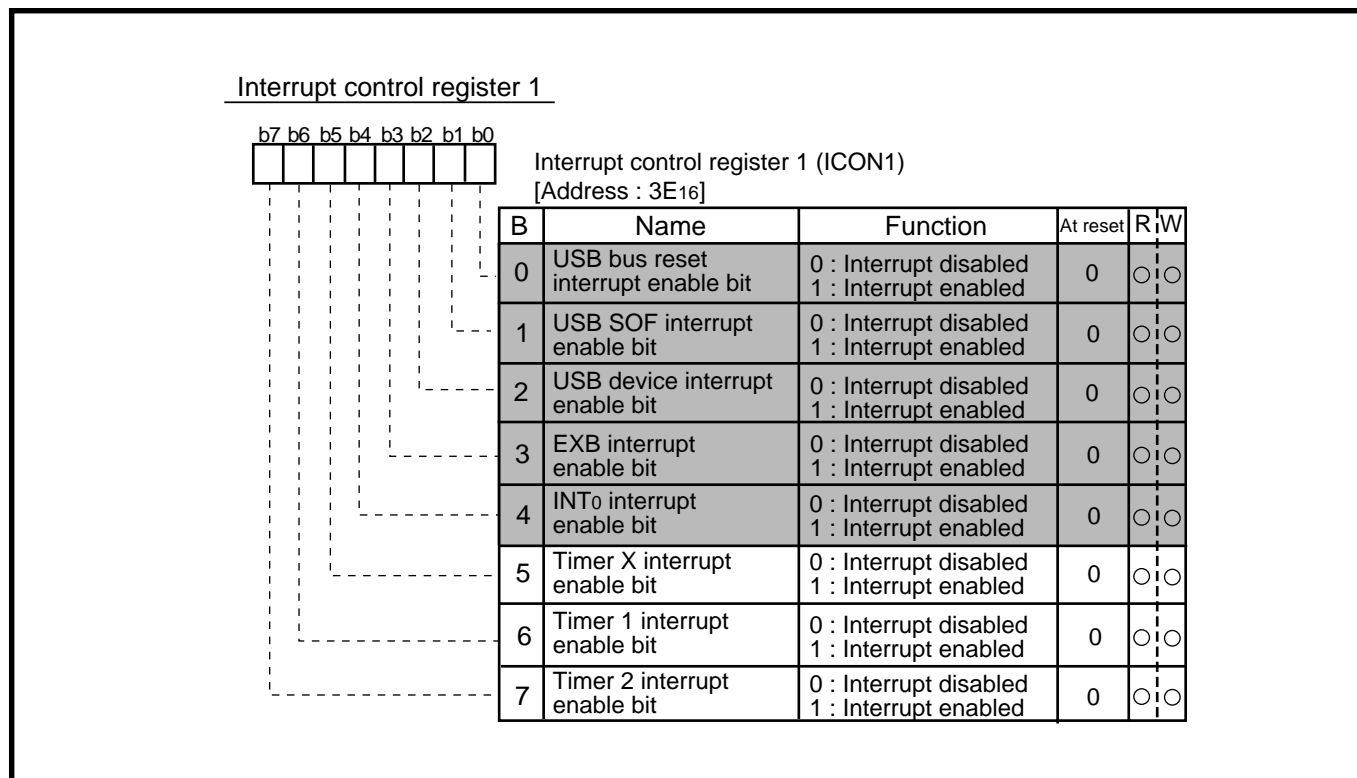 Interrupt control register 1
b7 b6 b5 b4 b3 b2 b1 b0
Interrupt control register 1 (ICON1)
[Address : 3E16]
B Name Function At reset R W
0 USB bus reset interrupt enable bit 0 : Interrupt disabled 1 : Interrupt enabled 0 ○ ○
1 USB SOF interrupt enable bit 0 : Interrupt disabled 1 : Interrupt enabled 0 ○ ○
2 USB device interrupt enable bit 0 : Interrupt disabled 1 : Interrupt enabled 0 ○ ○
3 EXB interrupt enable bit 0 : Interrupt disabled 1 : Interrupt enabled 0 ○ ○
4 INT0 interrupt enable bit 0 : Interrupt disabled 1 : Interrupt enabled 0 ○ ○
5 Timer X interrupt enable bit 0 : Interrupt disabled 1 : Interrupt enabled 0 ○ ○
6 Timer 1 interrupt enable bit 0 : Interrupt disabled 1 : Interrupt enabled 0 ○ ○
7 Timer 2 interrupt enable bit 0 : Interrupt disabled 1 : Interrupt enabled 0 ○ ○